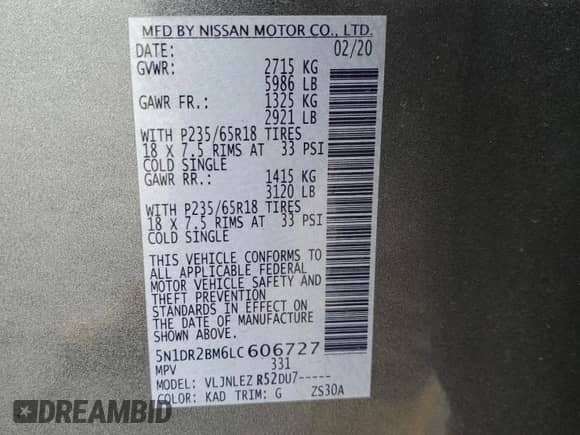 MFD BY NISSAN MOTOR CO., LTD.
DATE: 02/20
GVWR: 2715 KG
5986 LB
GAWR FR.: 1325 KG
2921 LB
WITH P235/65R18 TIRES
18 X 7.5 RIMS AT 33 PSI
COLD SINGLE
GAWR RR.: 1415 KG
3120 LB
WITH P235/65R18 TIRES
18 X 7.5 RIMS AT 33 PSI
COLD SINGLE
THIS VEHICLE CONFORMS TO
ALL APPLICABLE FEDERAL
MOTOR VEHICLE SAFETY AND
THEFT PREVENTION
STANDARDS IN EFFECT ON
THE DATE OF MANUFACTURE
SHOWN ABOVE.
5N1DR2BM6LC606727
MPV 331
MODEL: VLJNLEZ R52DU7-----
COLOR: KAD TRIM: G ZS30A
DREAMBID
.COM